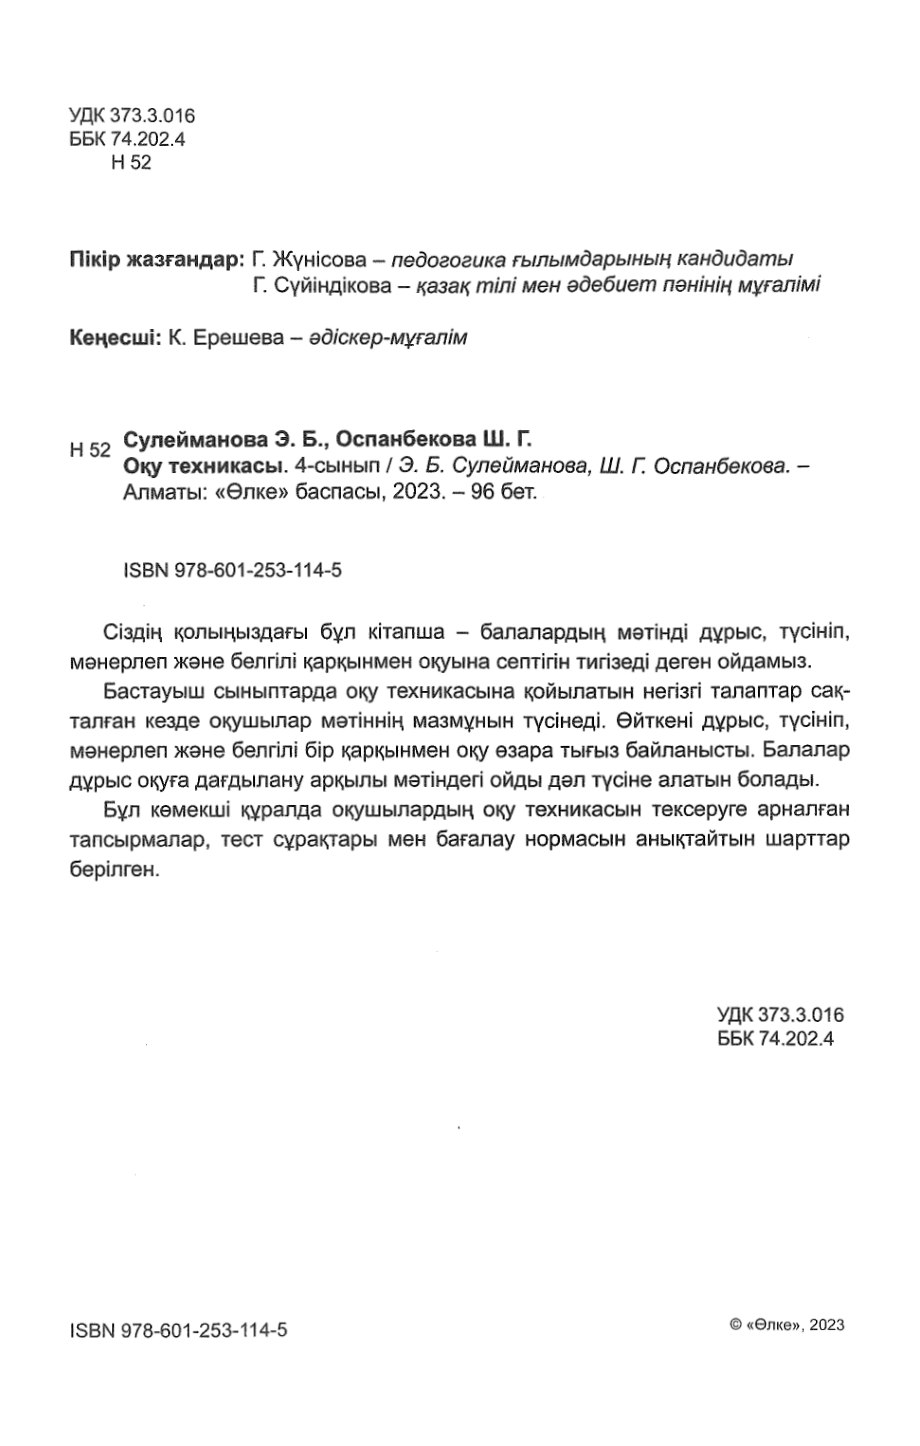 УДК 373.3.016
ББК 74.202.4
Н 52
Пікір жазғандар: Г. Жүнісова – педогогика ғылымдарының кандидаты
Г. Сүйіндікова – қазақ тілі мен әдебиет пәнінің мұғалімі
Кеңесші: К. Ерешева – әдіскер-мұғалім
Н 52 Сулейманова Э. Б., Оспанбекова Ш. Г.
Оқу техникасы. 4-сынып / Э. Б. Сулейманова, Ш. Г. Оспанбекова. –
Алматы: «Өлке» баспасы, 2023. – 96 бет.
ISBN 978-601-253-114-5
Сіздің қолыңыздағы бұл кітапша – балалардың мәтінді дұрыс, түсініп,
мәнерлеп және белгілі қарқынмен оқуына септігін тигізеді деген ойдамыз.
Бастауыш сыныптарда оқу техникасына қойылатын негізгі талаптар сақ-
талған кезде оқушылар мәтіннің мазмұнын түсінеді. Өйткені дұрыс, түсініп,
мәнерлеп және белгілі бір қарқынмен оқу өзара тығыз байланысты. Балалар
дұрыс оқуға дағдылану арқылы мәтіндегі ойды дәл түсіне алатын болады.
Бұл көмекші құралда оқушылардың оқу техникасын тексеруге арналған
тапсырмалар, тест сұрақтары мен бағалау нормасын анықтайтын шарттар
берілген.
УДК 373.3.016
ББК 74.202.4
ISBN 978-601-253-114-5
© «Өлке», 2023